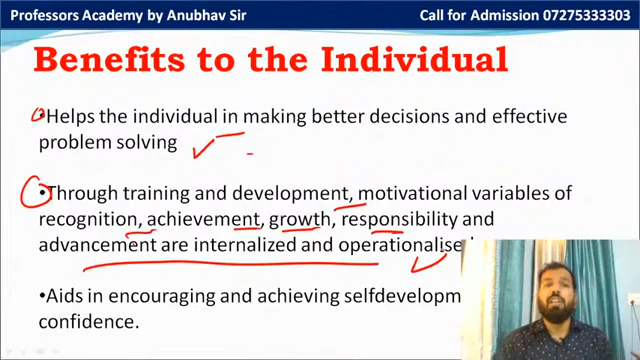 Professors Academy by Anubhav Sir Call for Admission 07275333303
Benefits to the Individual
•Helps the individual in making better decisions and effective
problem solving
•Through training and development, motivational variables of
recognition, achievement, growth, responsibility and
advancement are internalized and operationalise
•Aids in encouraging and achieving selfdevelopm
confidence.